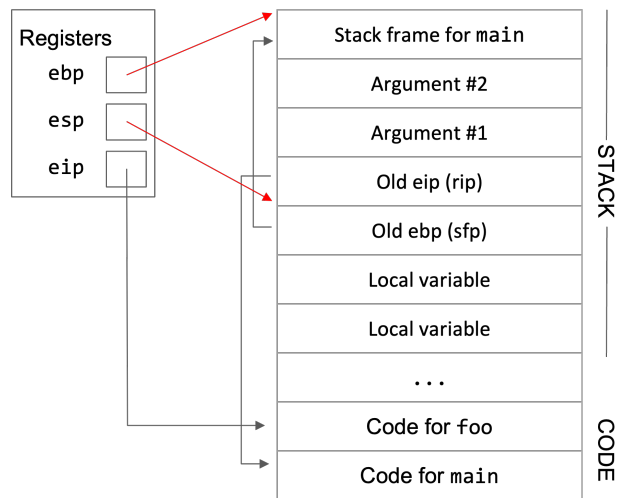 Registers
ebp
esp
eip
Stack frame for main
Argument #2
Argument #1
Old eip (rip)
Old ebp (sfp)
Local variable
Local variable
...
Code for foo
Code for main
STACK
CODE